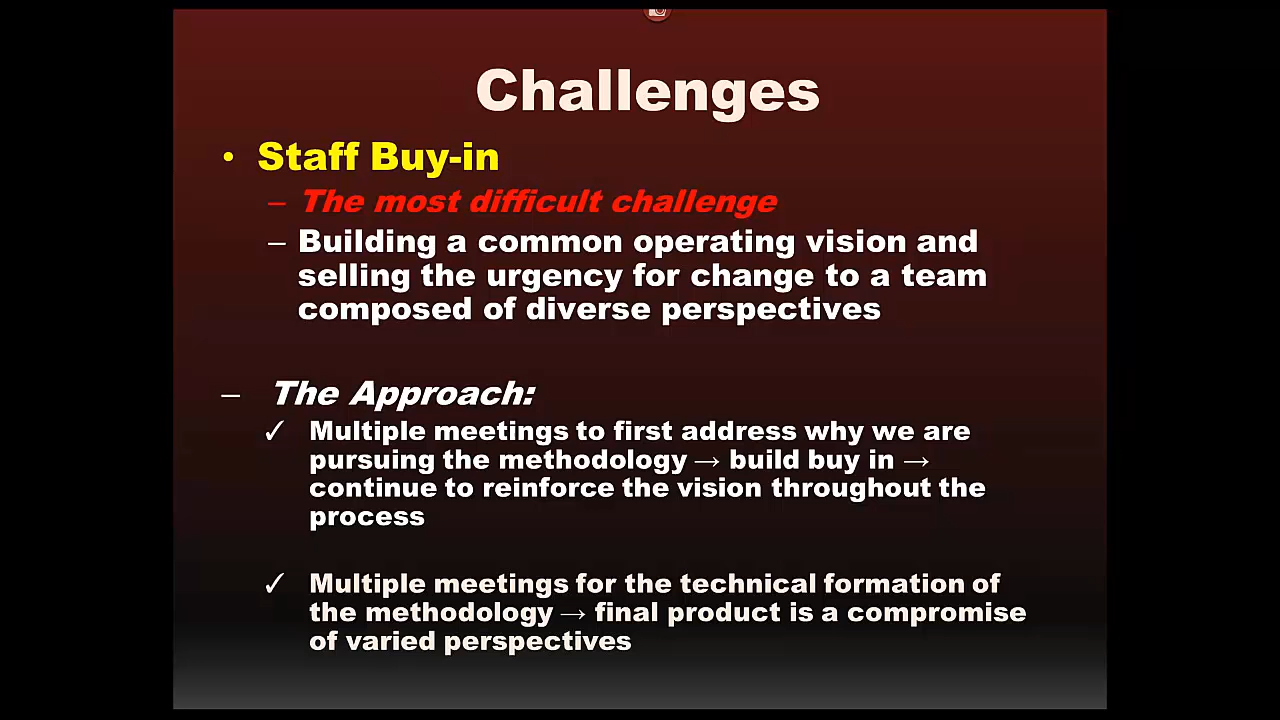 Challenges
• Staff Buy-in
– The most difficult challenge
– Building a common operating vision and
selling the urgency for change to a team
composed of diverse perspectives
– The Approach:
✓ Multiple meetings to first address why we are
pursuing the methodology → build buy in →
continue to reinforce the vision throughout the
process
✓ Multiple meetings for the technical formation of
the methodology → final product is a compromise
of varied perspectives